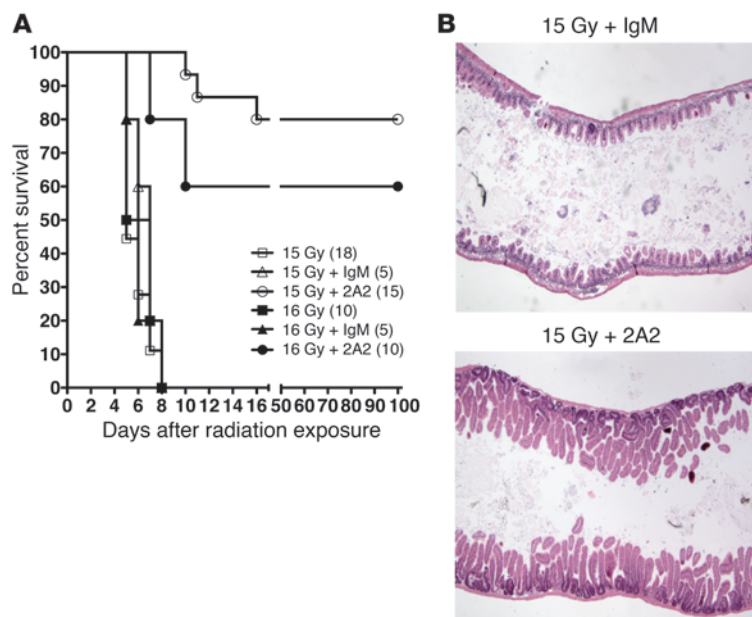 A
Percent survival
100
90
80
70
60
50
40
30
20
10
0
15 Gy (18)
15 Gy + IgM (5)
15 Gy + 2A2 (15)
16 Gy (10)
16 Gy + IgM (5)
16 Gy + 2A2 (10)
0 2 4 6 8 10 12 14 16 50 60 70 80 90 100
Days after radiation exposure
B
15 Gy + IgM
15 Gy + 2A2